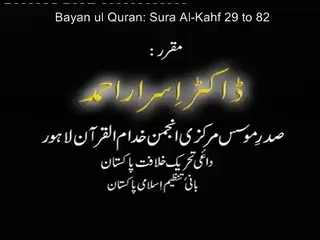 Bayan ul Quran: Sura Al-Kahf 29 to 82
مقرر:
ڈاکٹر اسرار احمد
صدر مؤسس مرکزی انجمن خدام القرآن لاہور
داعی تحریک خلافت پاکستان
بانی تنظیم اسلامی پاکستان